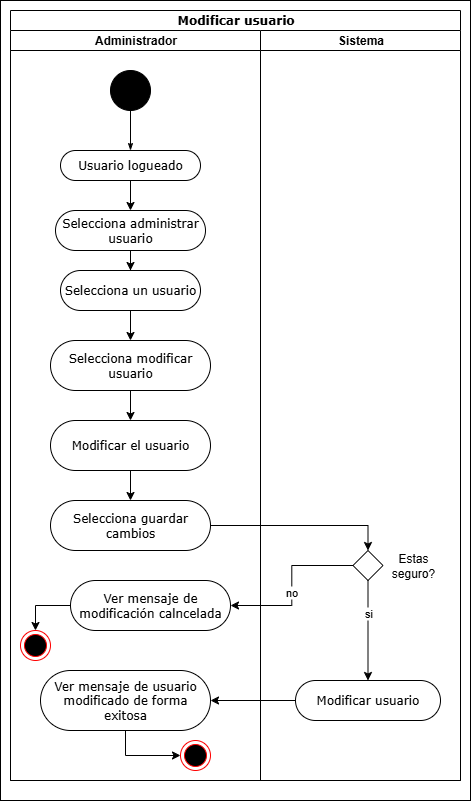 Modificar usuario
Administrador
Sistema
Usuario logueado
Selecciona administrar
usuario
Selecciona un usuario
Selecciona modificar
usuario
Modificar el usuario
Selecciona guardar
cambios
Estas
seguro?
no
si
Ver mensaje de
modificación calncelada
Ver mensaje de usuario
modificado de forma
exitosa
Modificar usuario